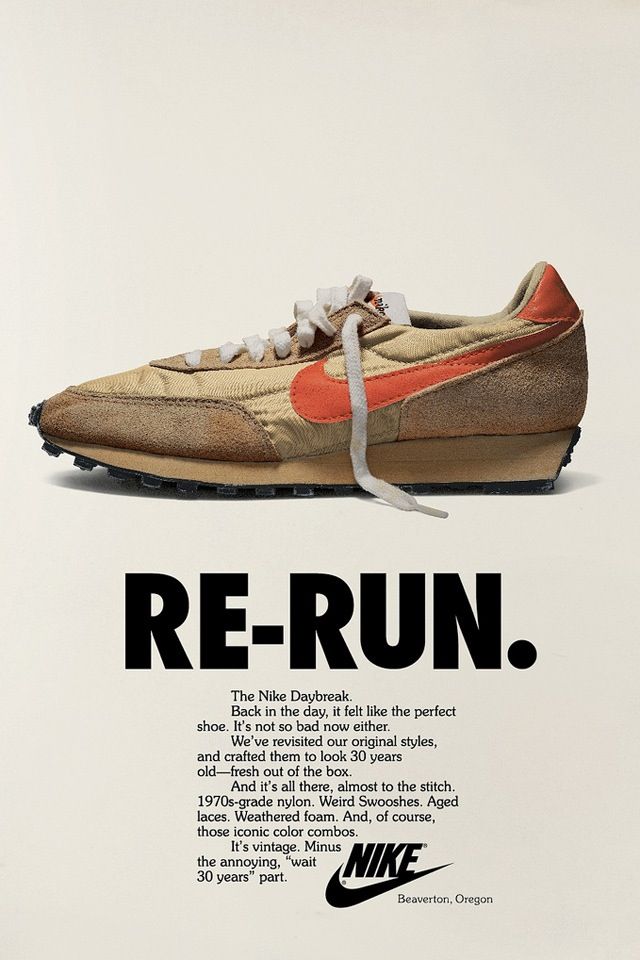 RE-RUN.
The Nike Daybreak.
Back in the day, it felt like the perfect
shoe. It's not so bad now either.
We've revisited our original styles,
and crafted them to look 30 years
old—fresh out of the box.
And it's all there, almost to the stitch.
1970s-grade nylon. Weird Swooshes. Aged
laces. Weathered foam. And, of course,
those iconic color combos.
It's vintage. Minus
the annoying, “wait
30 years” part.
NIKE®
®
Beaverton, Oregon